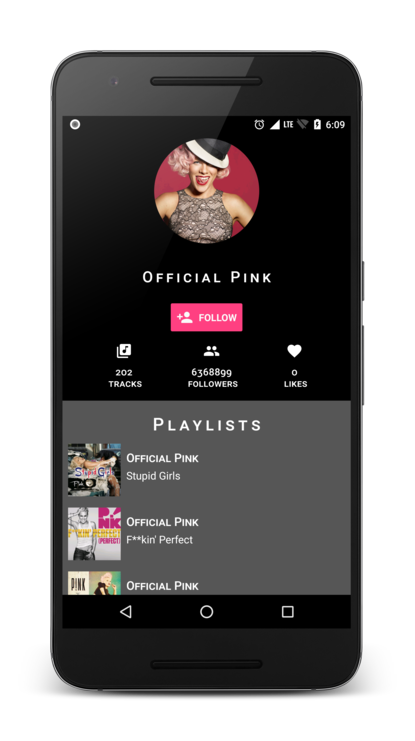 LTE 6:09
OFFICIAL PINK
FOLLOW
202
TRACKS
6368899
FOLLOWERS
0
LIKES
PLAYLISTS
OFFICIAL PINK
Stupid Girls
OFFICIAL PINK
F**kin' Perfect
P!NK
OFFICIAL PINK